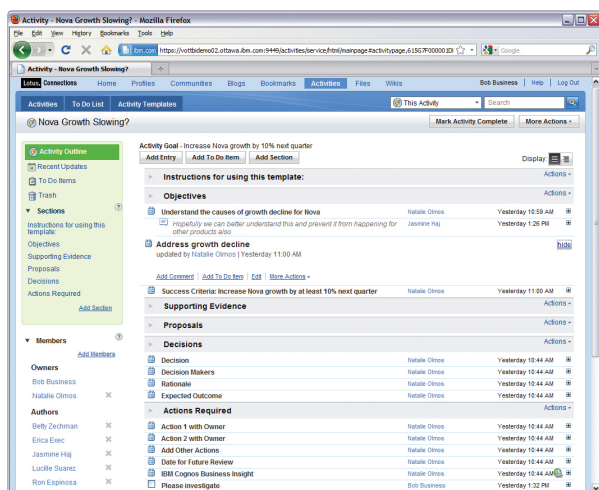 Activity - Nova Growth Slowing? - Mozilla Firefox
File Edit View History Bookmarks Tools Help
ibm.com https://vottbidemo02.ottawa.ibm.com:9449/activities/service/html/mainpage#activitypage,
Google
Activity - Nova Growth Slowing?
Lotus. Connections Home Profiles Communities Blogs Bookmarks Activities Files Wikis Bob Business Help Log Out
Activities To Do List Activity Templates This Activity Search
Nova Growth Slowing? Mark Activity Complete More Actions
Activity Outline
Recent Updates
To Do Items
Trash
Sections ?
Instructions for using this
template:
Objectives
Supporting Evidence
Proposals
Decisions
Actions Required
Add Section
Members ?
Add Members
Owners
Bob Business
Natalie Olmos
Authors
Betty Zechman
Erica Exec
Jasmine Haj
Lucille Suarez
Ron Espinosa
Activity Goal - Increase Nova growth by 10% next quarter
Add Entry Add To Do Item Add Section Display:
Instructions for using this template: Actions
Objectives Actions
Understand the causes of growth decline for Nova Natalie Olmos Yesterday 10:59 AM
Hopefully we can better understand this and prevent it from happening for Jasmine Haj Yesterday 1:26 PM
other products also
Address growth decline hide
updated by Natalie Olmos | Yesterday 11:00 AM
Add Comment | Add To Do Item | Edit | More Actions
Success Criteria: Increase Nova growth by at least 10% next quarter Natalie Olmos Yesterday 11:00 AM
Supporting Evidence Actions
Proposals Actions
Decisions Actions
Decision Natalie Olmos Yesterday 10:44 AM
Decision Makers Natalie Olmos Yesterday 10:44 AM
Rationale Natalie Olmos Yesterday 10:44 AM
Expected Outcome Natalie Olmos Yesterday 10:44 AM
Actions Required Actions
Action 1 with Owner Natalie Olmos Yesterday 10:44 AM
Action 2 with Owner Natalie Olmos Yesterday 10:44 AM
Add Other Actions Natalie Olmos Yesterday 10:44 AM
Date for Future Review Natalie Olmos Yesterday 10:44 AM
IBM Cognos Business Insight Natalie Olmos Yesterday 10:44 AM
Please investigate Bob Business Yesterday 1:32 PM